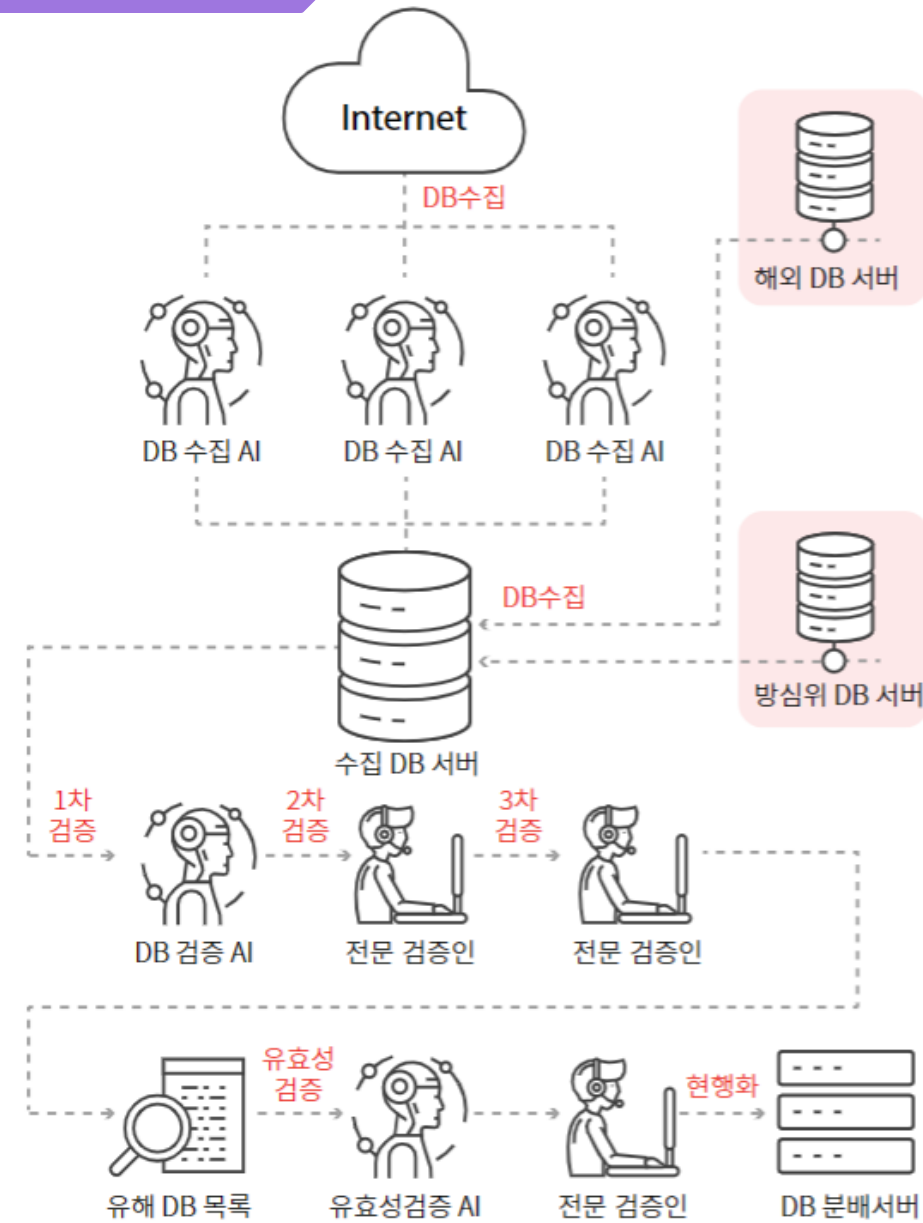 Internet
DB수집
해외 DB 서버
DB 수집 AI
DB 수집 AI
DB 수집 AI
DB수집
방심위 DB 서버
수집 DB 서버
1차
검증
2차
검증
3차
검증
DB 검증 AI
전문 검증인
전문 검증인
유효성
검증
현행화
유해 DB 목록
유효성검증 AI
전문 검증인
DB 분배서버